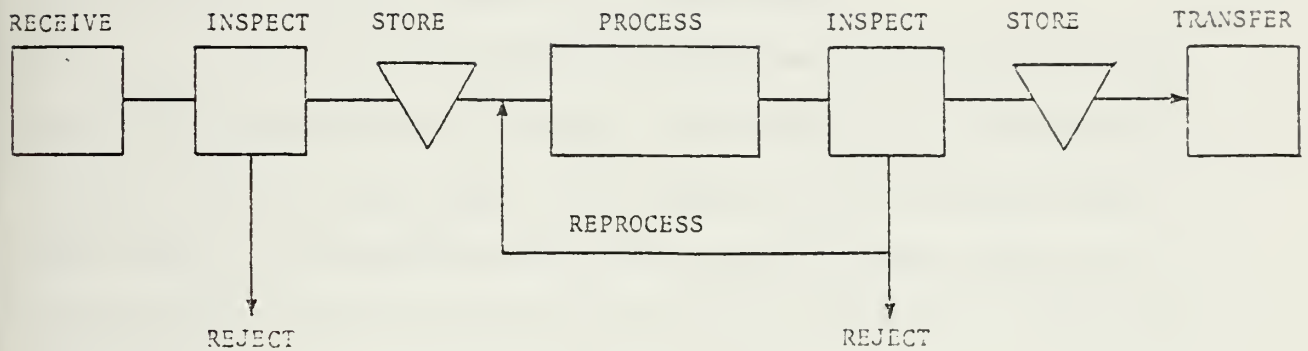 RECEIVE INSPECT STORE PROCESS INSPECT STORE TRANSFER
REPROCESS
REJECT REJECT